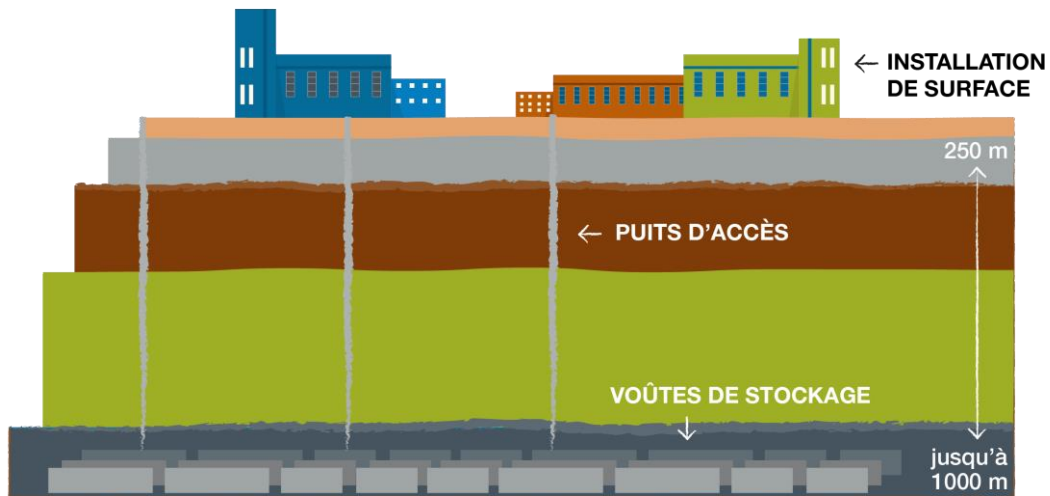 INSTALLATION
DE SURFACE
250 m
PUITS D'ACCÈS
VOÛTES DE STOCKAGE
jusqu'à
1000 m